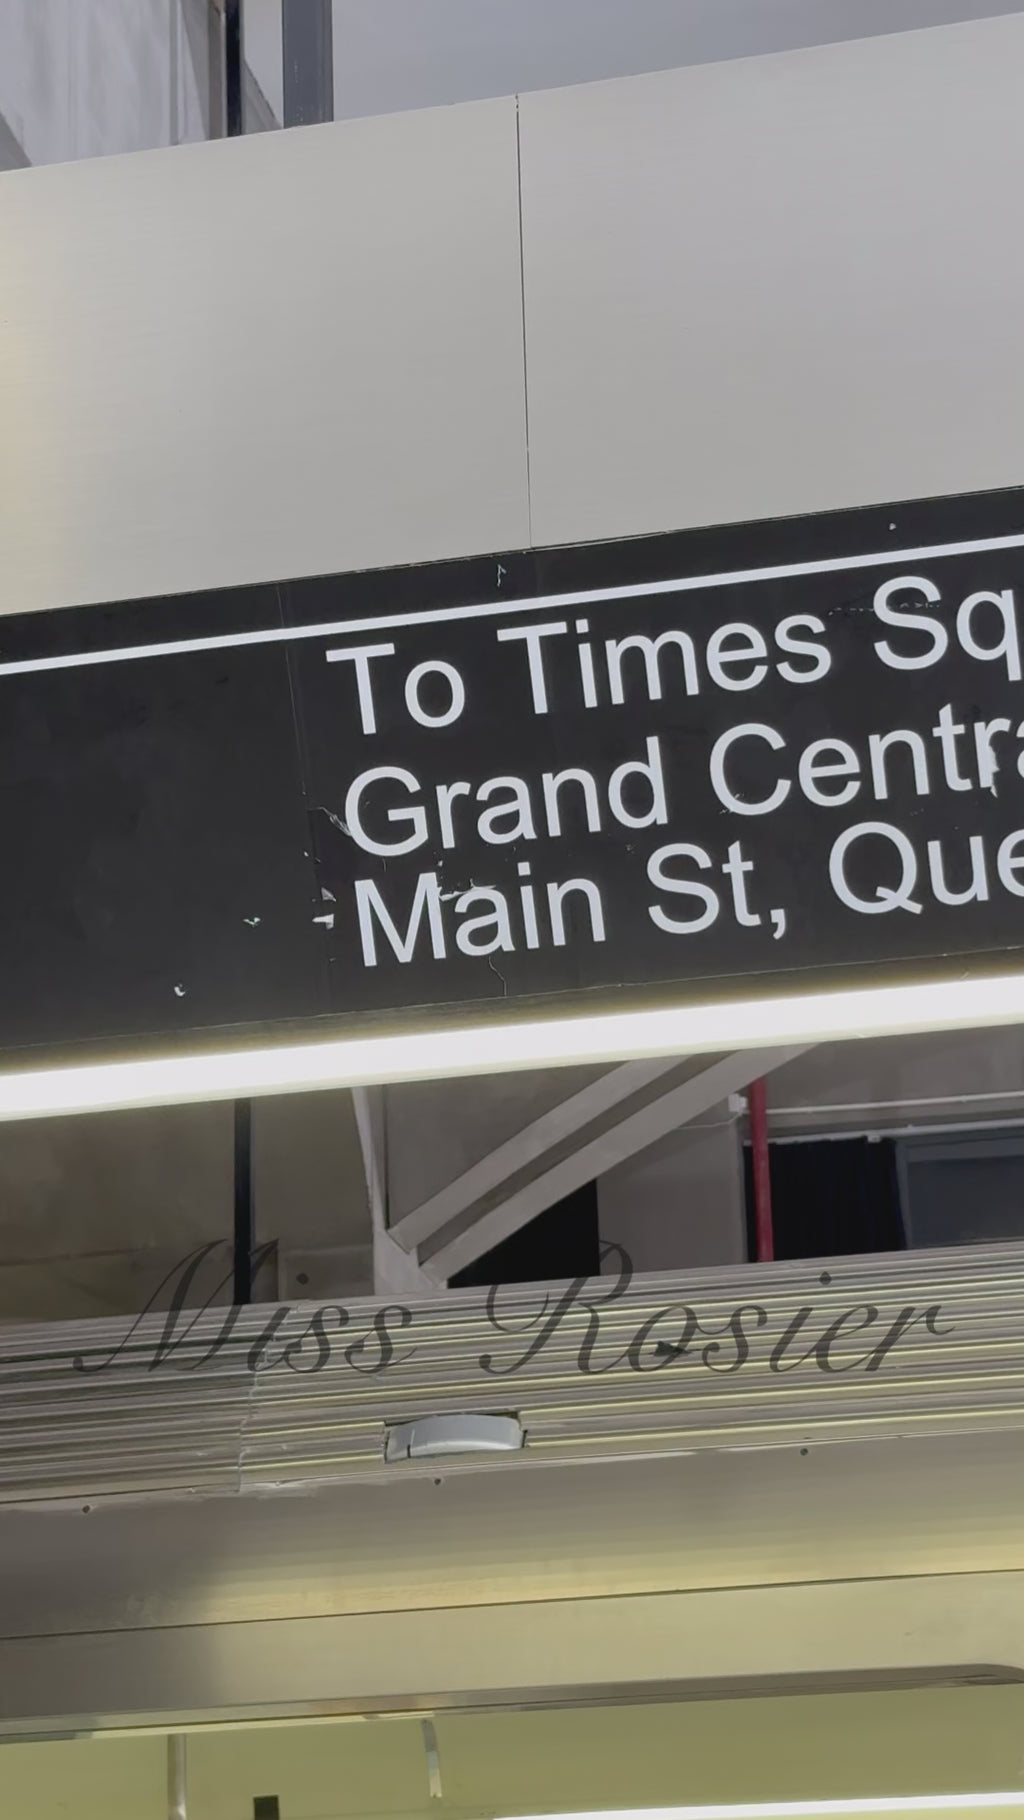 To Times Sq
Grand Centra
Main St, Que
Miss Rosier